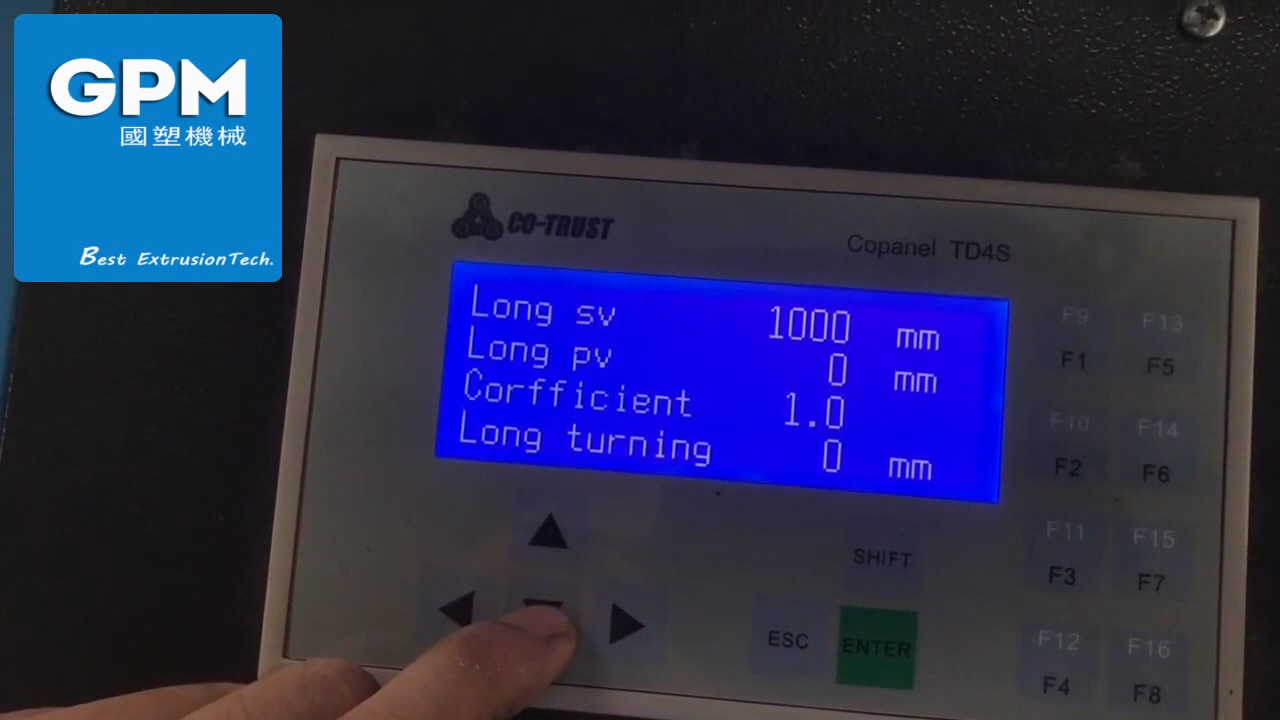 GPM
國塑機械
Best ExtrusionTech.
CO-TRUST
Copanel TD4S
Long sv 1000 mm
Long pv 0 mm
Corfficient 1.0
Long turning 0 mm
F9 F13
F1 F5
F10 F14
F2 F6
F11 F15
F3 F7
F12 F16
F4 F8
SHIFT
ESC ENTER